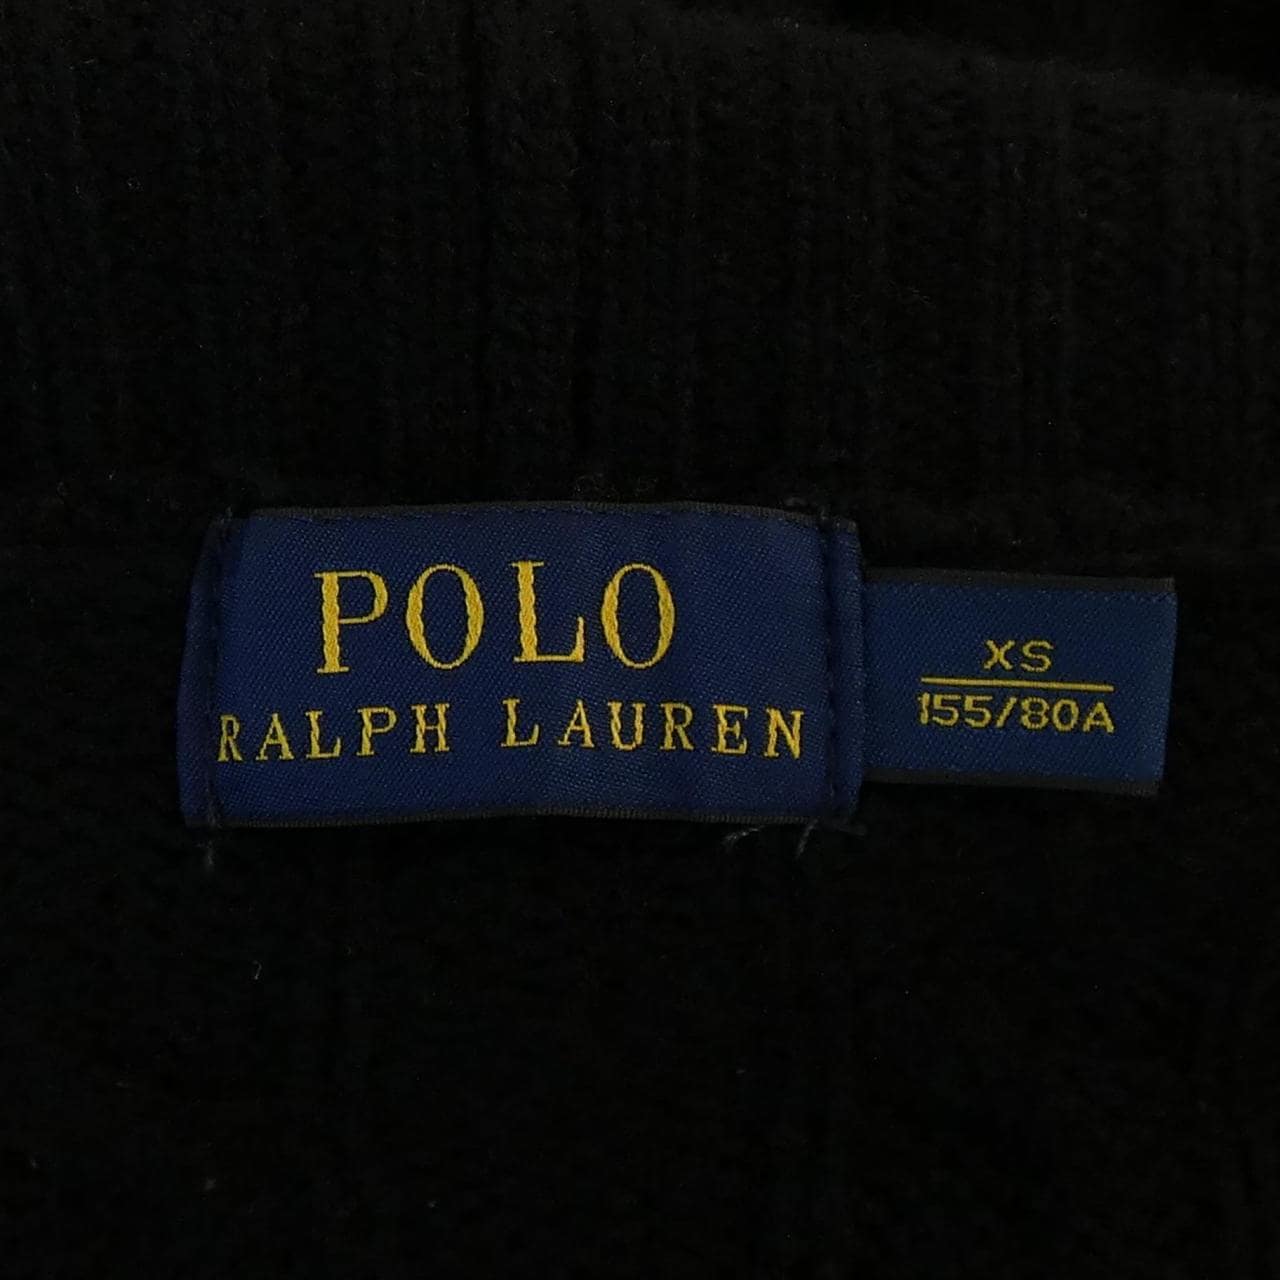 POLO
RALPH LAUREN
XS
155/80A